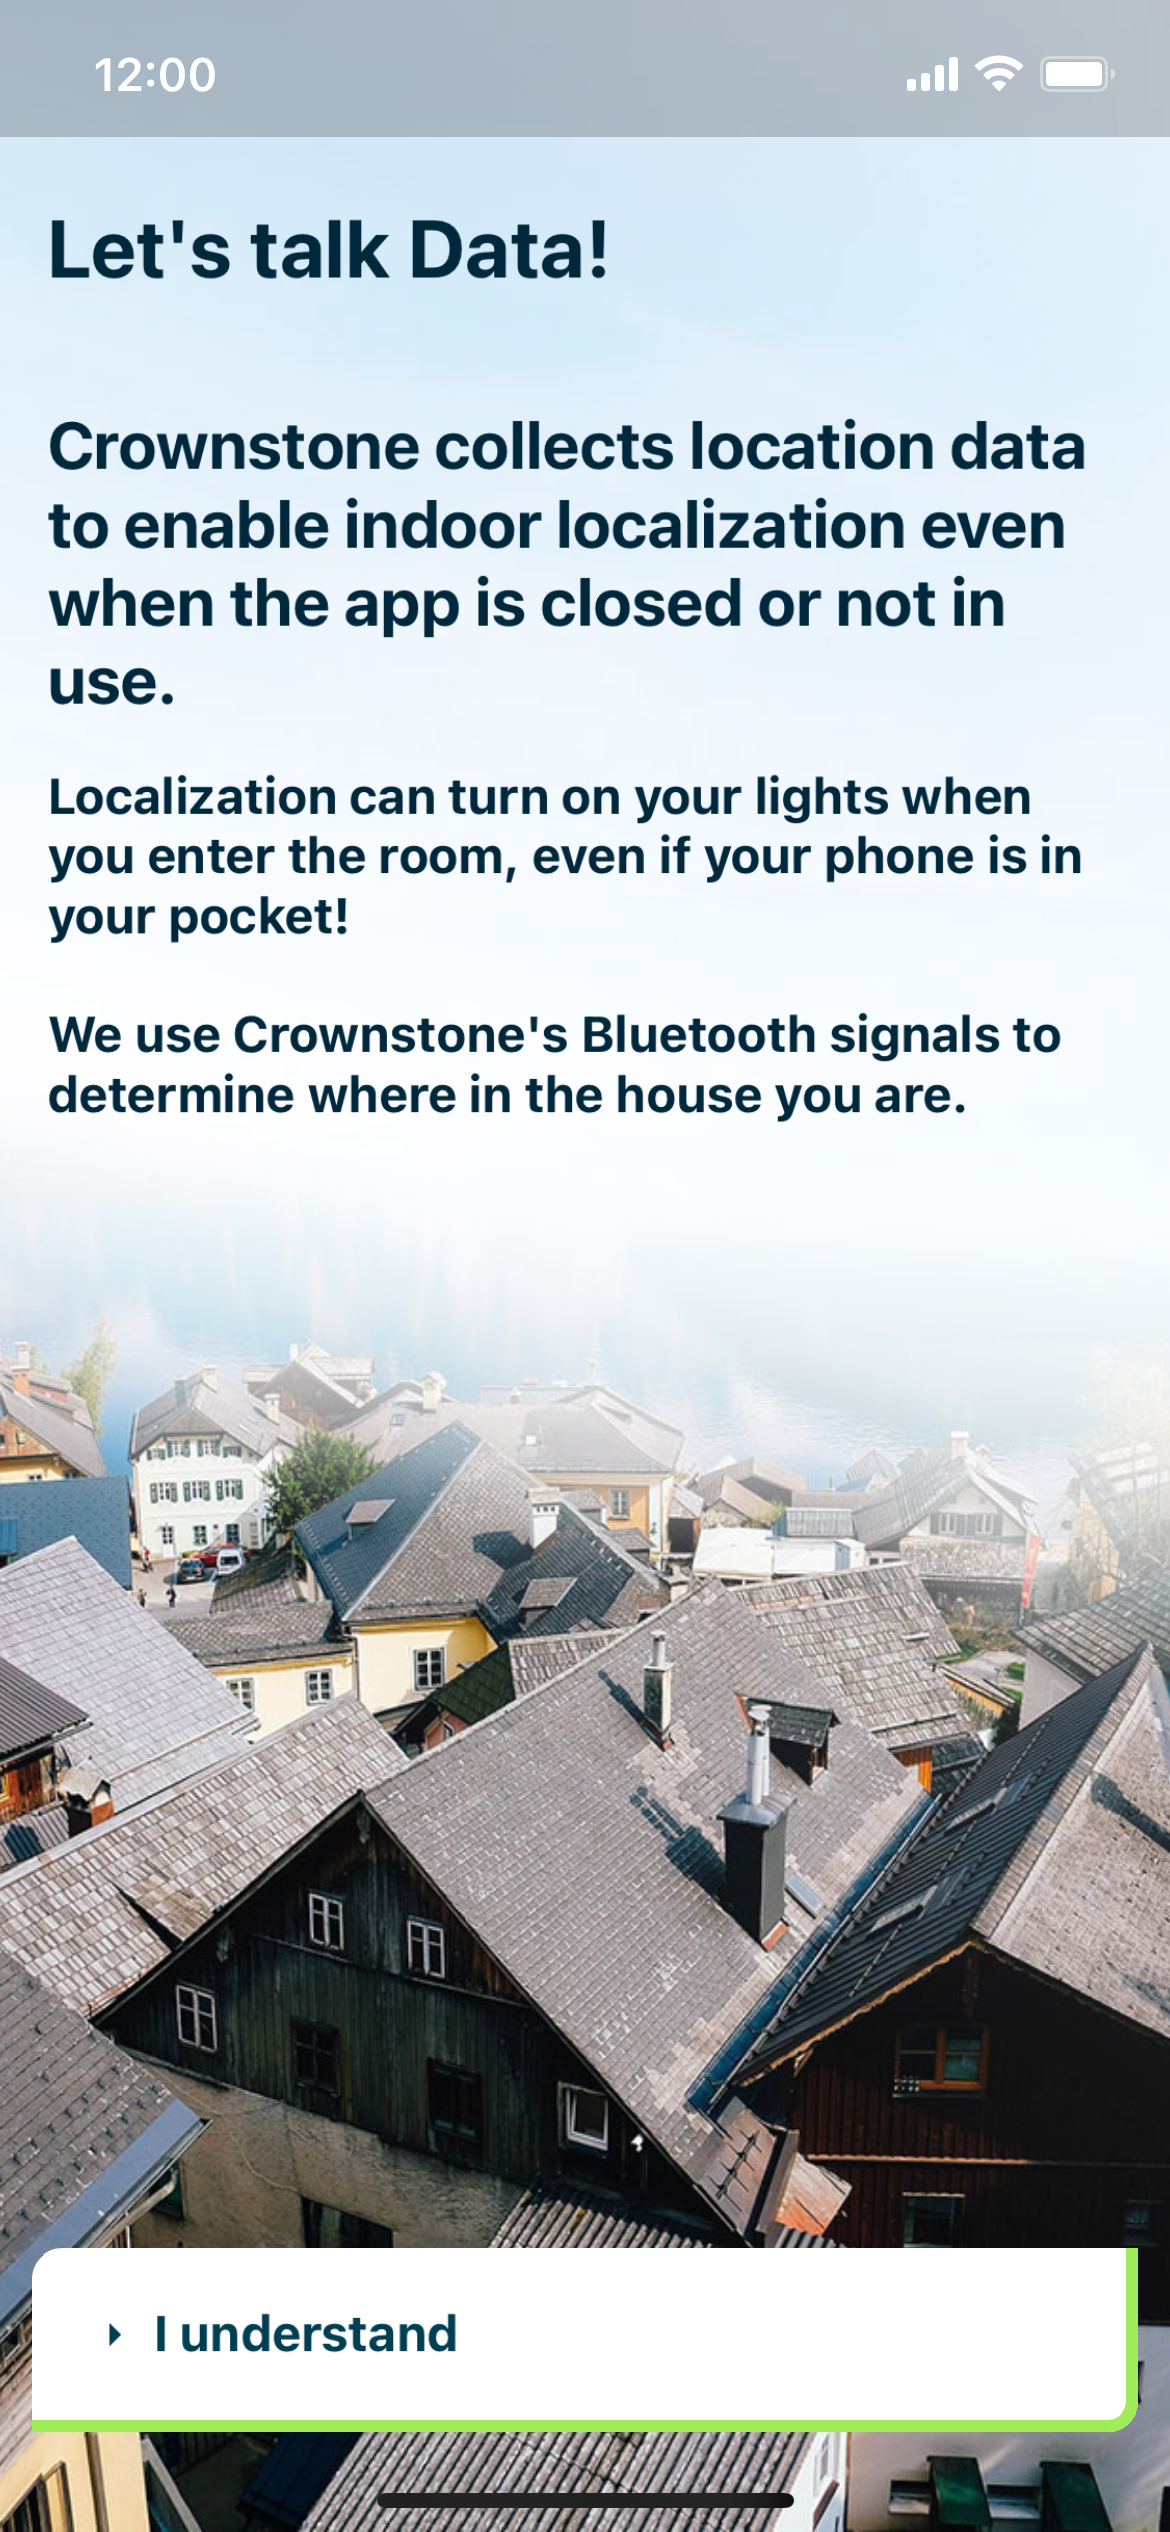 12:00
Let's talk Data!
Crownstone collects location data
to enable indoor localization even
when the app is closed or not in
use.
Localization can turn on your lights when
you enter the room, even if your phone is in
your pocket!
We use Crownstone's Bluetooth signals to
determine where in the house you are.
I understand